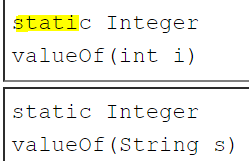 static Integer
valueOf(int i)
static Integer
valueOf(String s)